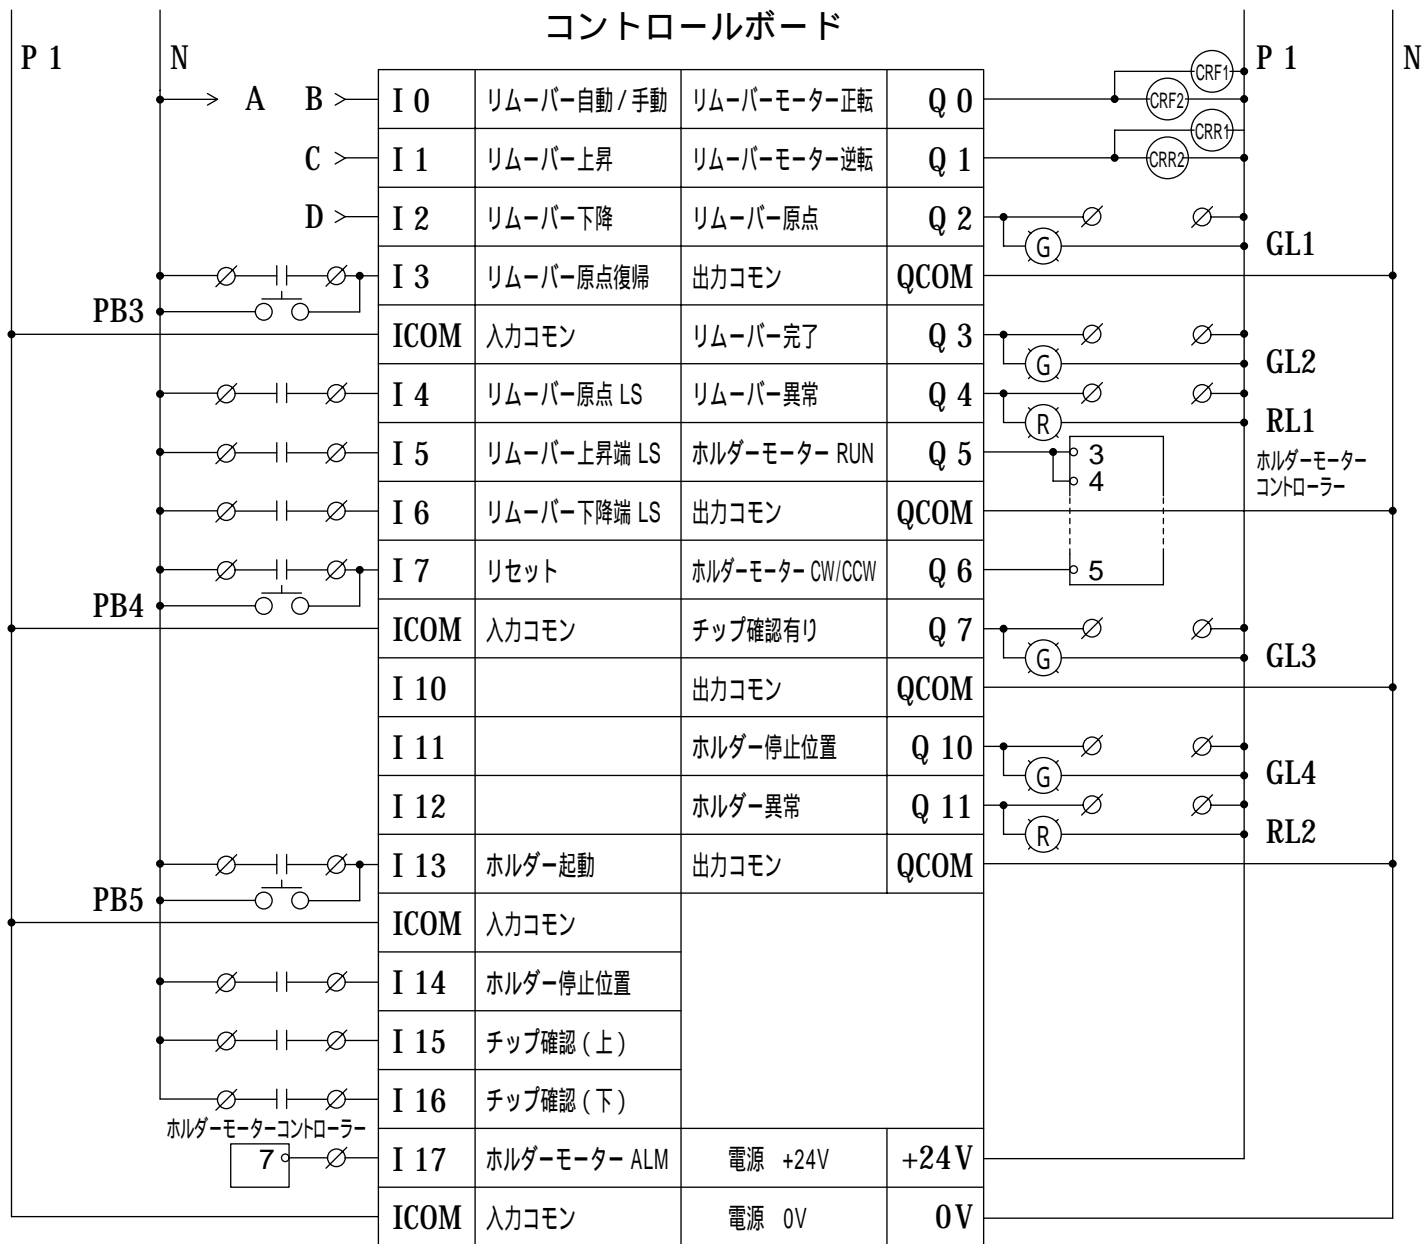 コントロールボード
P 1
N
P 1
N
CRF1
A B I 0 リムーバー自動 / 手動 リムーバーモーター正転 Q 0 CRF2
CRR1
C I 1 リムーバー上昇 リムーバーモーター逆転 Q 1 CRR2
D I 2 リムーバー下降 リムーバー原点 Q 2
G GL1
I 3 リムーバー原点復帰 出力コモン QCOM
PB3
ICOM 入力コモン リムーバー完了 Q 3
G GL2
I 4 リムーバー原点 LS リムーバー異常 Q 4
R RL1
I 5 リムーバー上昇端 LS ホルダーモーター RUN Q 5 3
4
ホルダーモーター
コントローラー
I 6 リムーバー下降端 LS 出力コモン QCOM
I 7 リセット ホルダーモーター CW/CCW Q 6 5
PB4
ICOM 入力コモン チップ確認有り Q 7
G GL3
I 10 出力コモン QCOM
I 11 ホルダー停止位置 Q 10
G GL4
I 12 ホルダー異常 Q 11
R RL2
I 13 ホルダー起動 出力コモン QCOM
PB5
ICOM 入力コモン
I 14 ホルダー停止位置
I 15 チップ確認 ( 上 )
I 16 チップ確認 ( 下 )
ホルダーモーターコントローラー
7 I 17 ホルダーモーター ALM 電源 +24V +24V
ICOM 入力コモン 電源 0V 0V